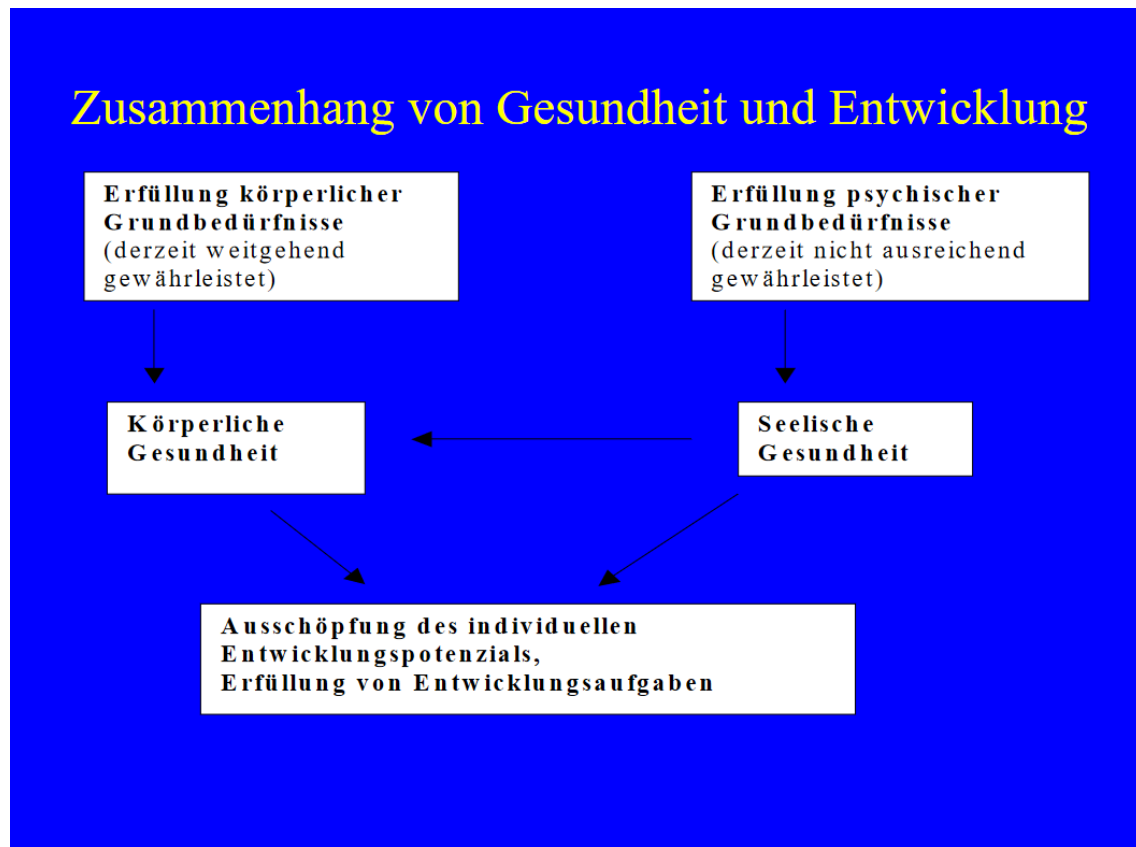 Zusammenhang von Gesundheit und Entwicklung
Erfüllung körperlicher
Grundbedürfnisse
(derzeit weitgehend
gewährleistet)
Erfüllung psychischer
Grundbedürfnisse
(derzeit nicht ausreichend
gewährleistet)
Körperliche
Gesundheit
Seelische
Gesundheit
Ausschöpfung des individuellen
Entwicklungspotenzials,
Erfüllung von Entwicklungsaufgaben